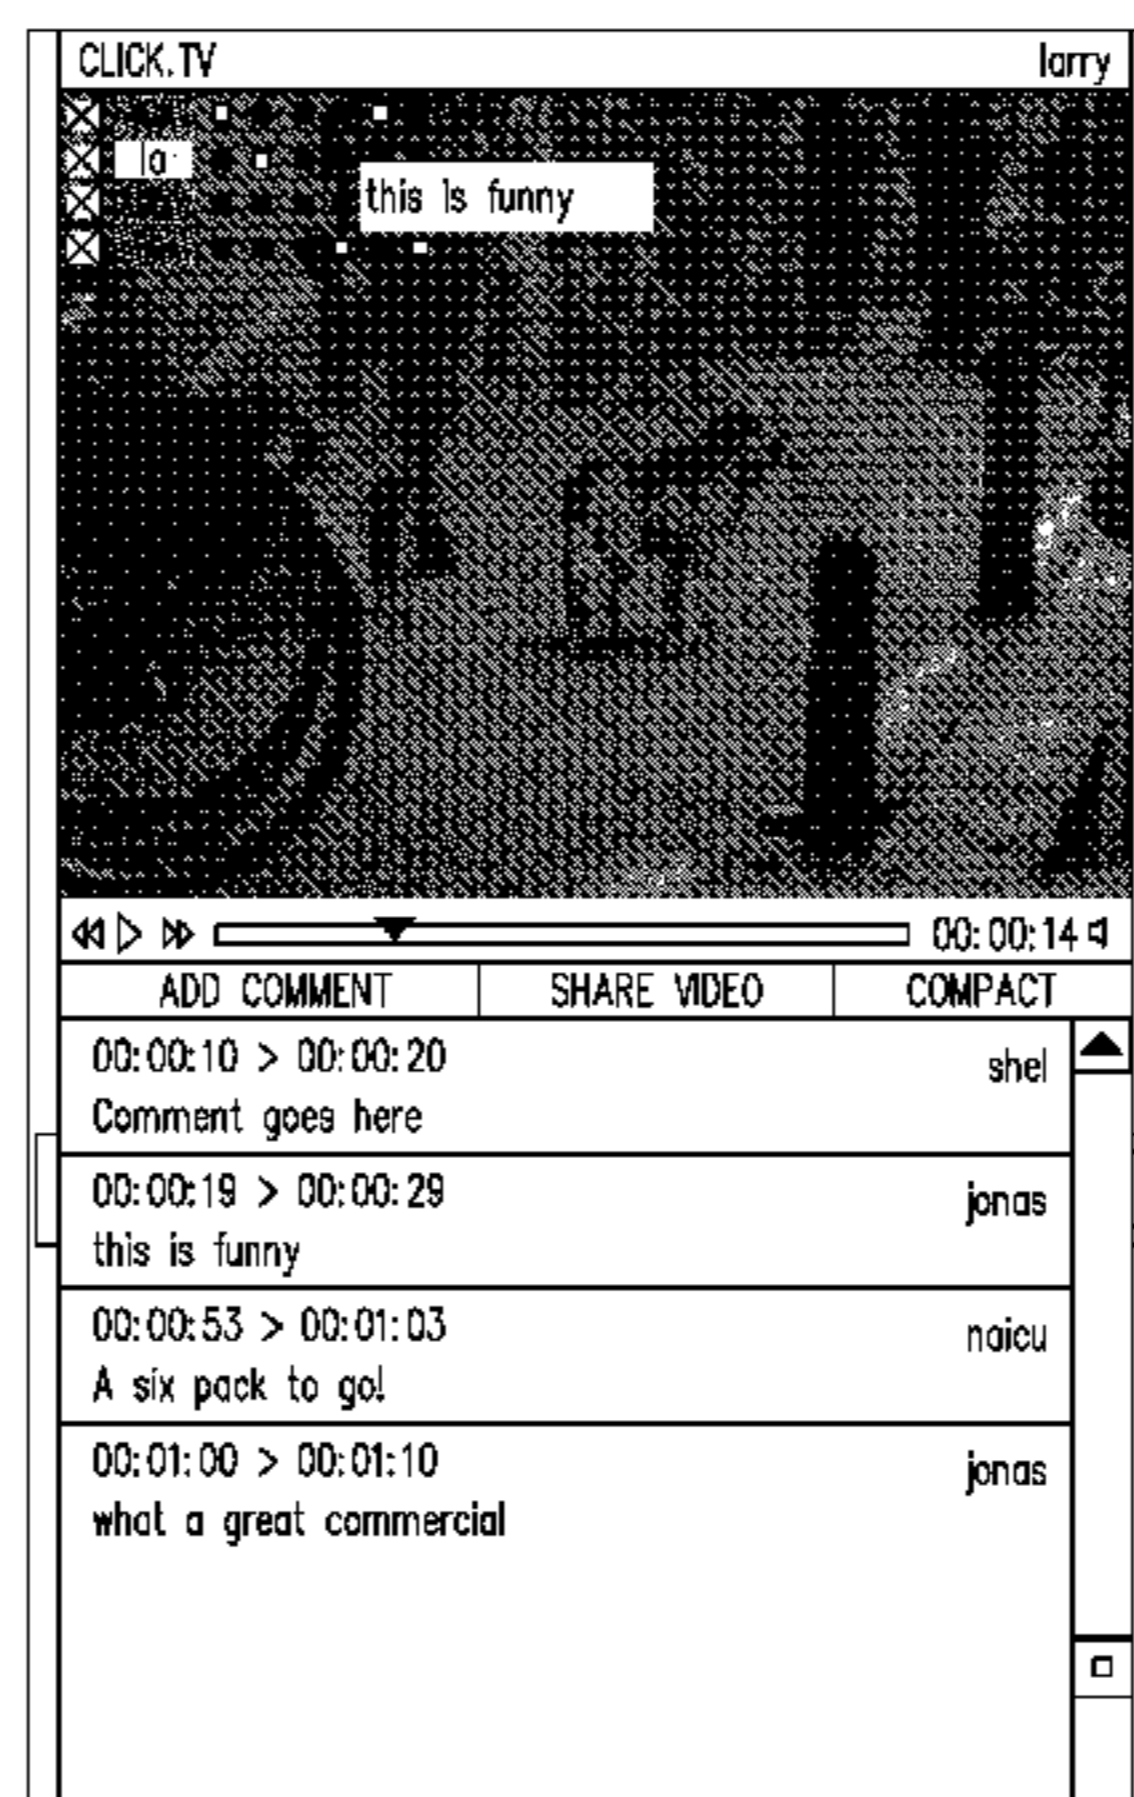 CLICK.TV larry
la
this is funny
00:00:14
ADD COMMENT SHARE VIDEO COMPACT
00:00:10 > 00:00:20 shel
Comment goes here
00:00:19 > 00:00:29 jonas
this is funny
00:00:53 > 00:01:03 naicu
A six pack to go!
00:01:00 > 00:01:10 jonas
what a great commercial